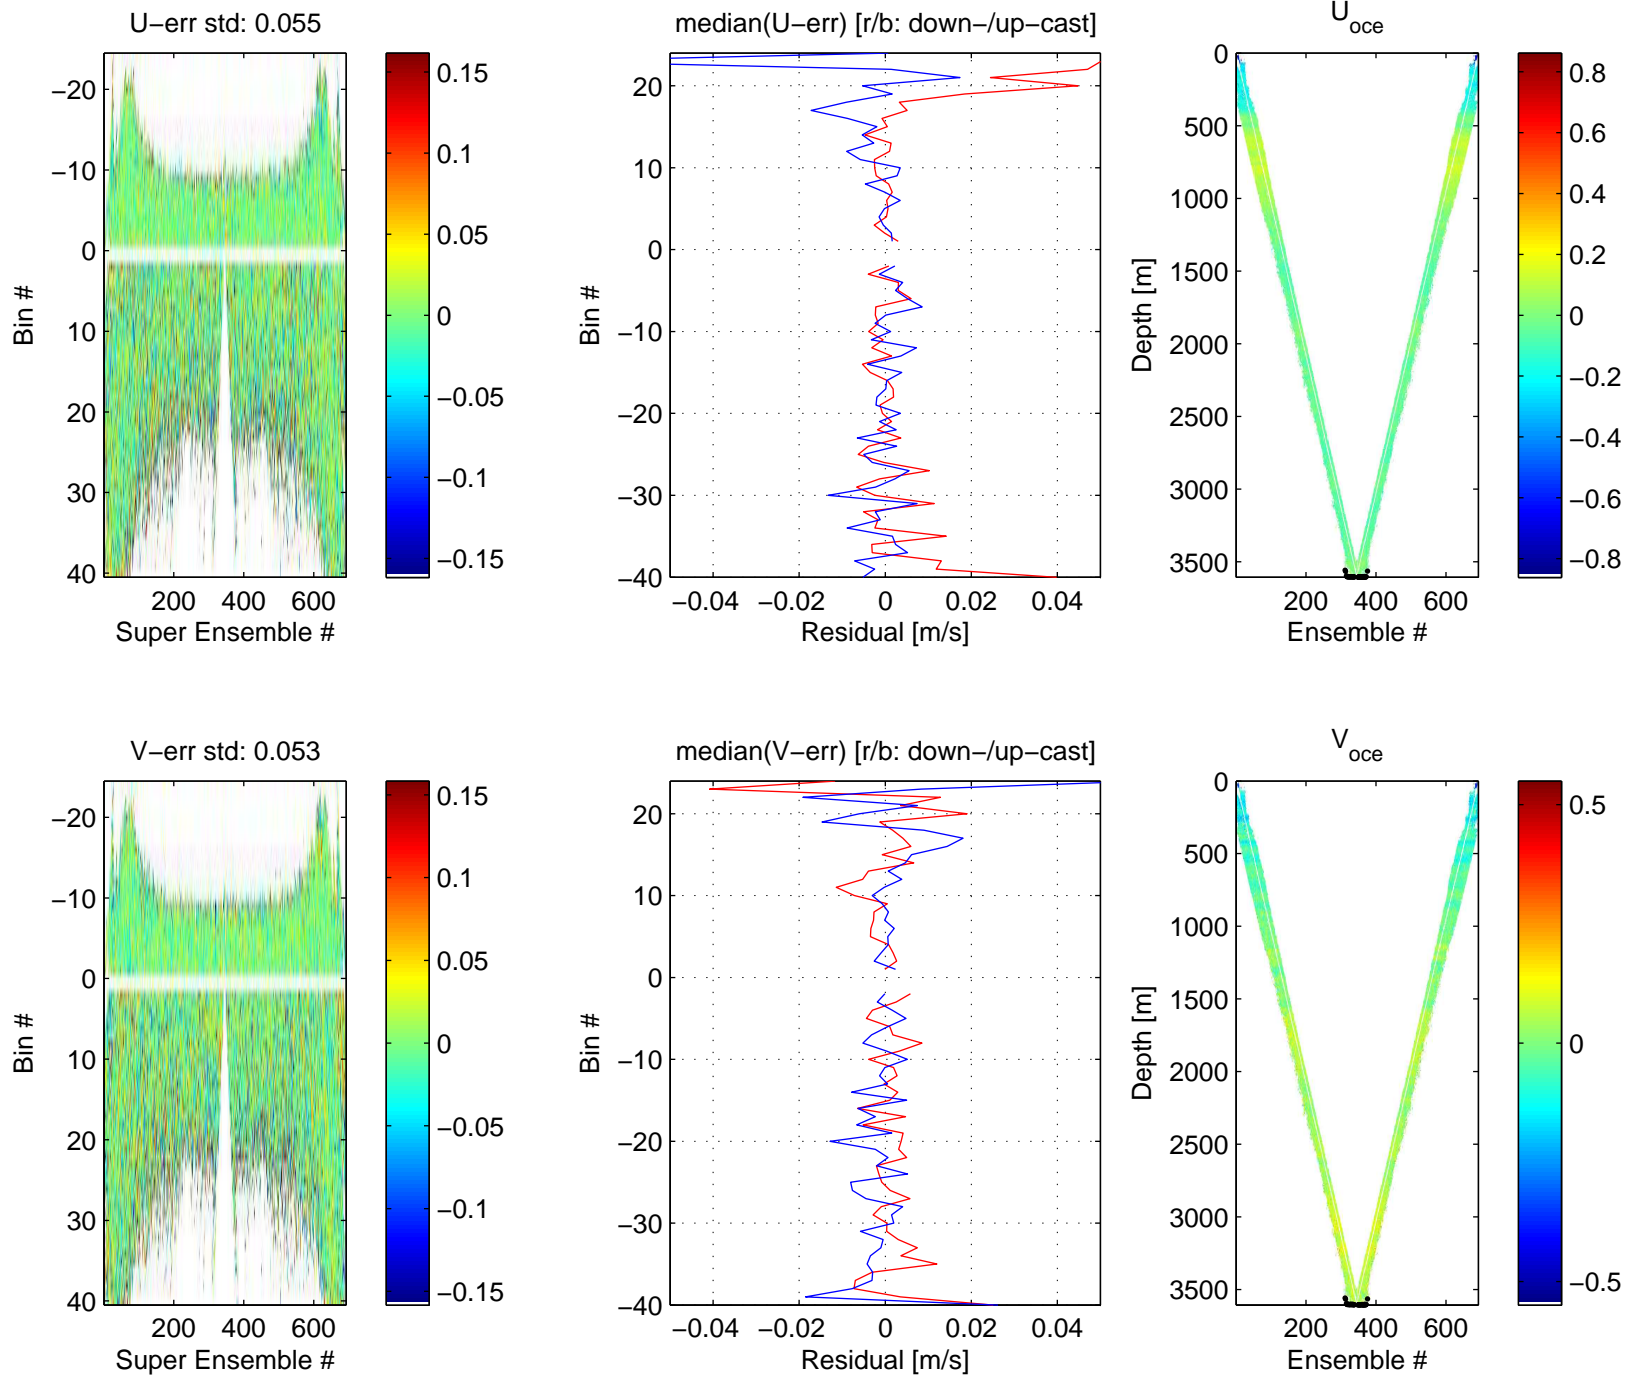 U−err std: 0.055
−20
−10
0
10
20
30
40
Bin #
200 400 600
Super Ensemble #
0.15
0.1
0.05
0
−0.05
−0.1
−0.15
median(U−err) [r/b: down−/up−cast]
20
10
0
−10
−20
−30
−40
Bin #
−0.04 −0.02 0 0.02 0.04
Residual [m/s]
U oce
0
500
1000
1500
2000
2500
3000
3500
Depth [m]
200 400 600
Ensemble #
0.8
0.6
0.4
0.2
0
−0.2
−0.4
−0.6
−0.8
V−err std: 0.053
−20
−10
0
10
20
30
40
Bin #
200 400 600
Super Ensemble #
0.15
0.1
0.05
0
−0.05
−0.1
−0.15
median(V−err) [r/b: down−/up−cast]
20
10
0
−10
−20
−30
−40
Bin #
−0.04 −0.02 0 0.02 0.04
Residual [m/s]
V oce
0
500
1000
1500
2000
2500
3000
3500
Depth [m]
200 400 600
Ensemble #
0.5
0
−0.5